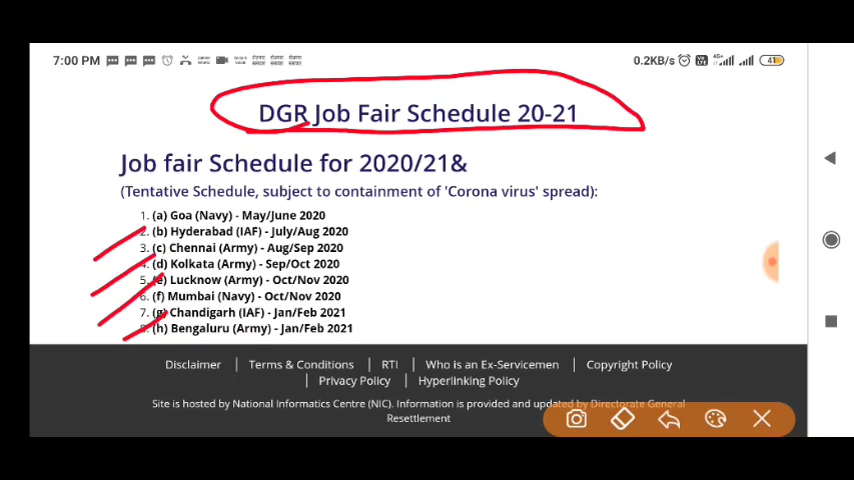 7:00 PM
0.2KB/s
4G+
41
DGR Job Fair Schedule 20-21
Job fair Schedule for 2020/21&
(Tentative Schedule, subject to containment of 'Corona virus' spread):
1. (a) Goa (Navy) - May/June 2020
2. (b) Hyderabad (IAF) - July/Aug 2020
3. (c) Chennai (Army) - Aug/Sep 2020
4. (d) Kolkata (Army) - Sep/Oct 2020
5. (e) Lucknow (Army) - Oct/Nov 2020
6. (f) Mumbai (Navy) - Oct/Nov 2020
7. (g) Chandigarh (IAF) - Jan/Feb 2021
8. (h) Bengaluru (Army) - Jan/Feb 2021
Disclaimer | Terms & Conditions | RTI | Who is an Ex-Servicemen | Copyright Policy
| Privacy Policy | Hyperlinking Policy
Site is hosted by National Informatics Centre (NIC). Information is provided and updated by Directorate General
Resettlement